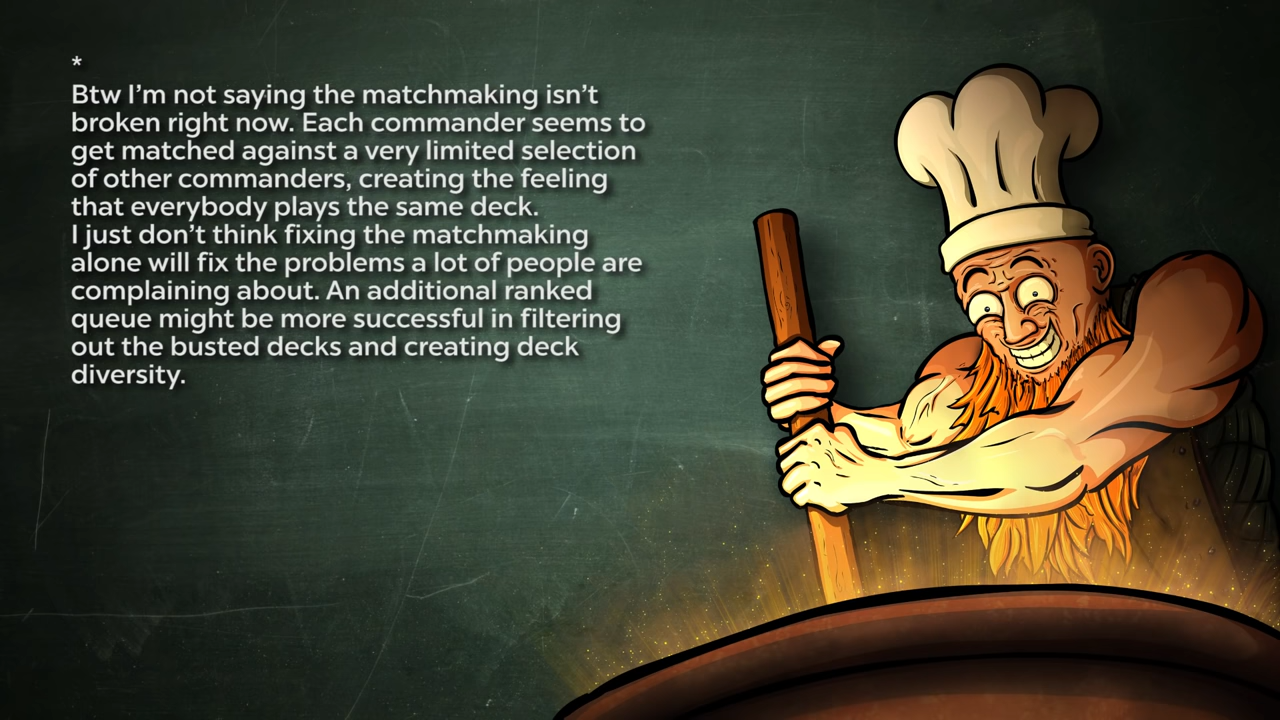 *
Btw I’m not saying the matchmaking isn’t
broken right now. Each commander seems to
get matched against a very limited selection
of other commanders, creating the feeling
that everybody plays the same deck.
I just don’t think fixing the matchmaking
alone will fix the problems a lot of people are
complaining about. An additional ranked
queue might be more successful in filtering
out the busted decks and creating deck
diversity.